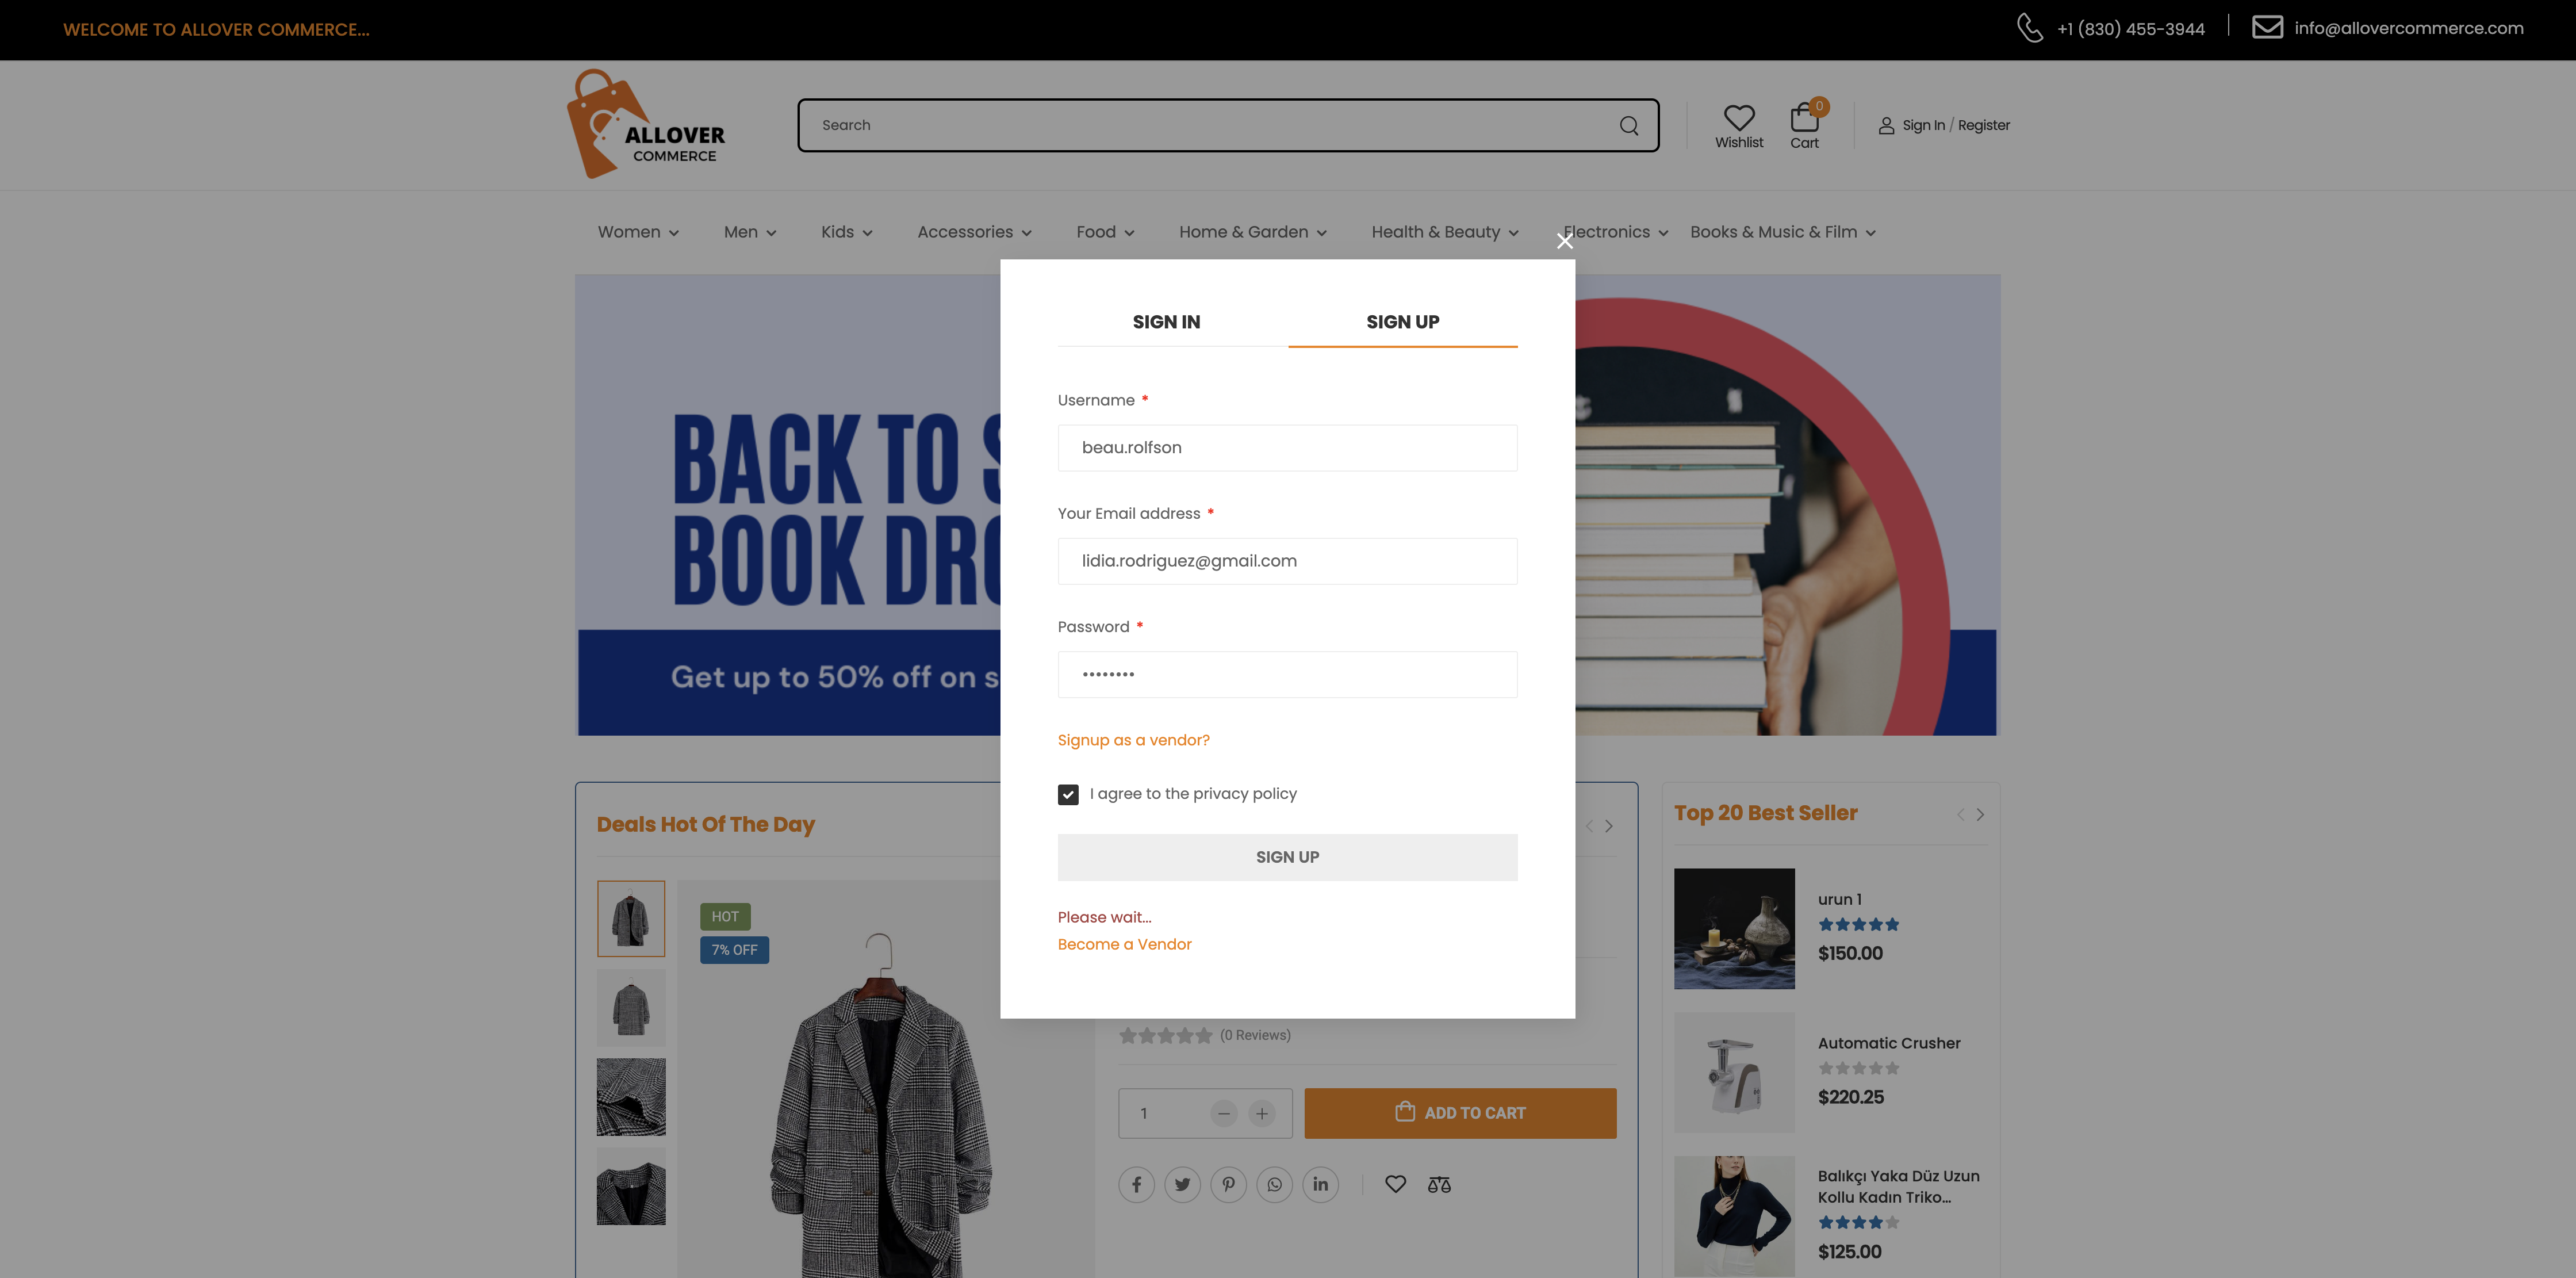 WELCOME TO ALLOVER COMMERCE...
+1 (830) 455-3944
info@allovercommerce.com
ALLOVER
COMMERCE
Search
Wishlist
0
Cart
Sign In / Register
Women
Men
Kids
Accessories
Food
Home & Garden
Health & Beauty
Electronics
Books & Music & Film
BACK TO S
BOOK DRO
Get up to 50% off on s
SIGN IN
SIGN UP
Username *
beau.rolfson
Your Email address *
lidia.rodriguez@gmail.com
Password *
••••••••
Signup as a vendor?
I agree to the privacy policy
SIGN UP
Please wait...
Become a Vendor
Deals Hot Of The Day
HOT
7% OFF
(0 Reviews)
1
ADD TO CART
Top 20 Best Seller
urun 1
$150.00
Automatic Crusher
$220.25
Balıkçı Yaka Düz Uzun
Kollu Kadın Triko...
$125.00